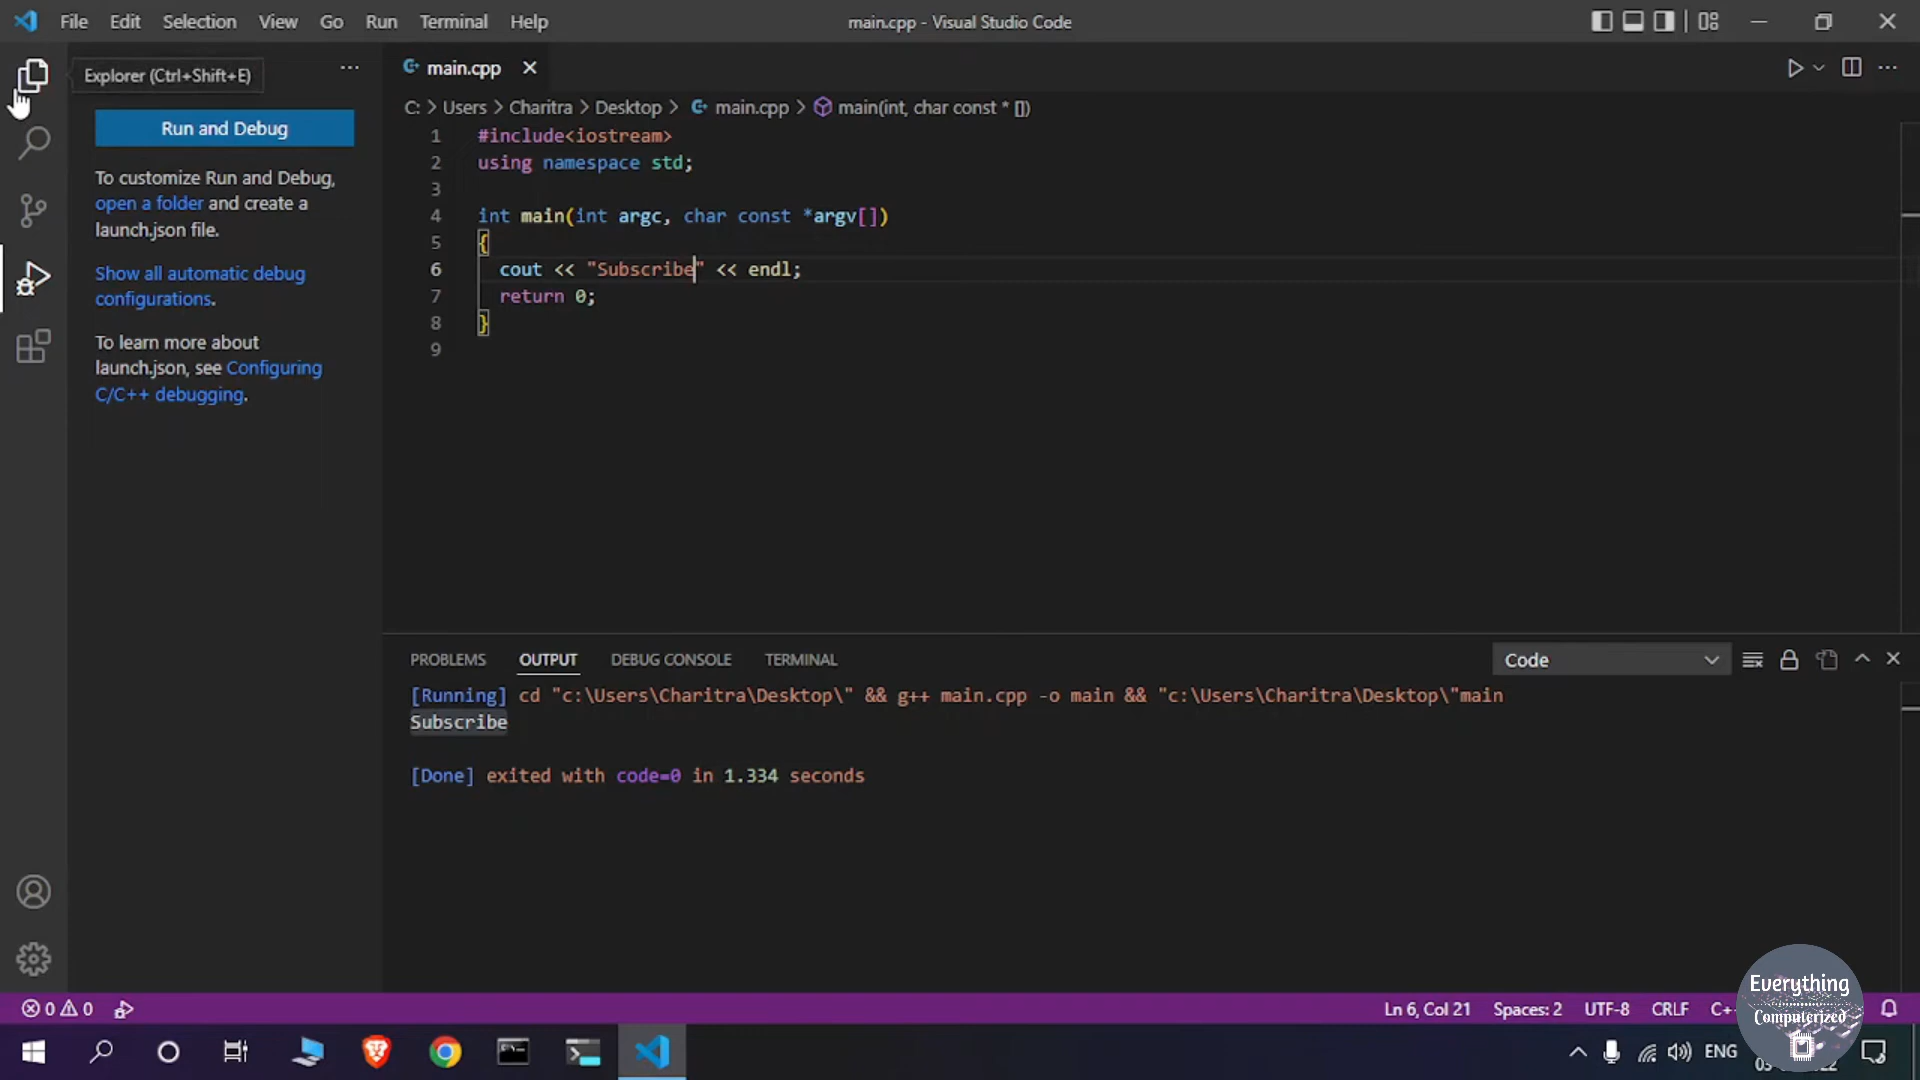 File Edit Selection View Go Run Terminal Help
main.cpp - Visual Studio Code
Explorer (Ctrl+Shift+E)
Run and Debug
To customize Run and Debug,
open a folder and create a
launch.json file.
Show all automatic debug
configurations.
To learn more about
launch.json, see Configuring
C/C++ debugging.
main.cpp
C: > Users > Charitra > Desktop > main.cpp > main(int, char const * [])
1 #include<iostream>
2 using namespace std;
3
4 int main(int argc, char const *argv[])
5 {
6 cout << "Subscribe" << endl;
7 return 0;
8 }
9
PROBLEMS OUTPUT DEBUG CONSOLE TERMINAL
Code
[Running] cd "c:\Users\Charitra\Desktop\" && g++ main.cpp -o main && "c:\Users\Charitra\Desktop\"main
Subscribe
[Done] exited with code=0 in 1.334 seconds
0 0
Ln 6, Col 21 Spaces: 2 UTF-8 CRLF
Everything
Computerized
ENG